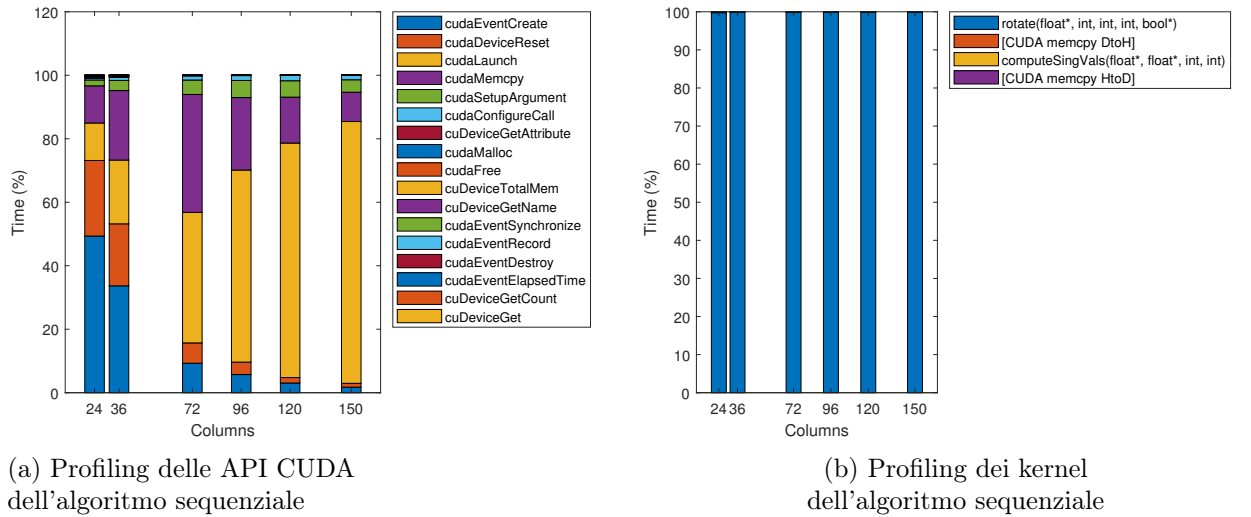 120
100
80
60
40
20
0
Time (%)
24 36 72 96 120 150
Columns
cudaEventCreate
cudaDeviceReset
cudaLaunch
cudaMemcpy
cudaSetupArgument
cudaConfigureCall
cuDeviceGetAttribute
cudaMalloc
cudaFree
cuDeviceTotalMem
cuDeviceGetName
cudaEventSynchronize
cudaEventRecord
cudaEventDestroy
cudaEventElapsedTime
cuDeviceGetCount
cuDeviceGet
(a) Profiling delle API CUDA
dell'algoritmo sequenziale
100
90
80
70
60
50
40
30
20
10
0
Time (%)
24 36 72 96 120 150
Columns
rotate(float*, int, int, int, bool*)
[CUDA memcpy DtoH]
computeSingVals(float*, float*, int, int)
[CUDA memcpy HtoD]
(b) Profiling dei kernel
dell'algoritmo sequenziale